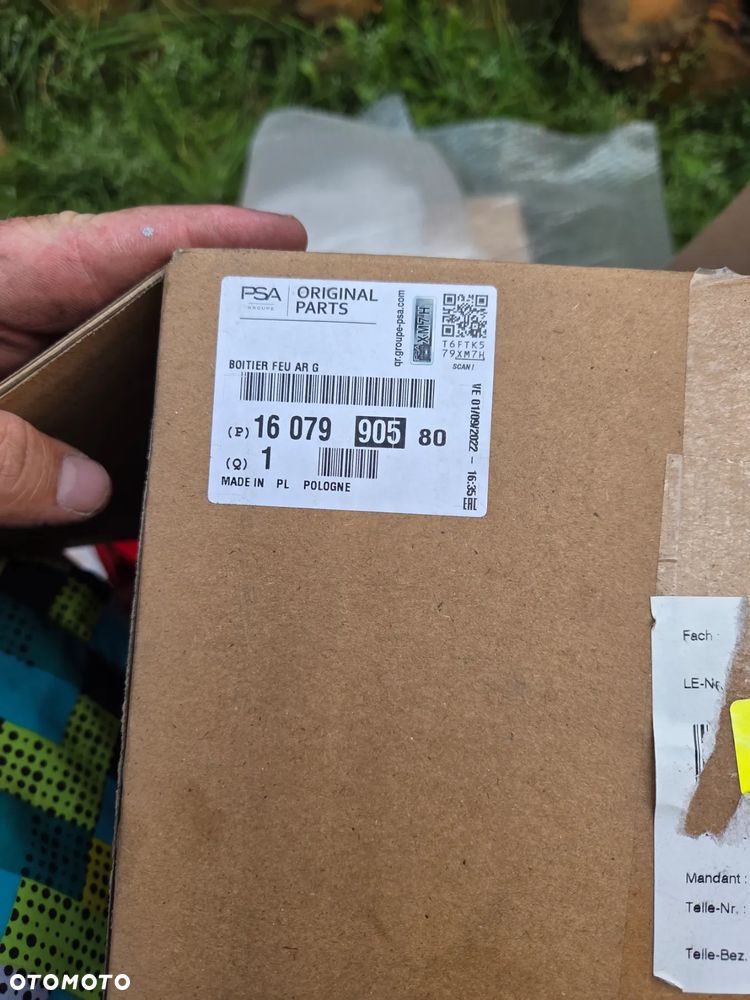 PSA
GROUPE
ORIGINAL
PARTS
qr.groupe-psa.com
XM7H
T6FTK5
79XM7H
SCAN!
BOITIER FEU AR G
(P) 16 079 905 80
(Q) 1
MADE IN PL POLOGNE
VE 01/09/2022 - 16:35
EAC
Fach :
LE-Nr.
Mandant :
Teile-Nr. :
Teile-Bez.
OTOMOTO